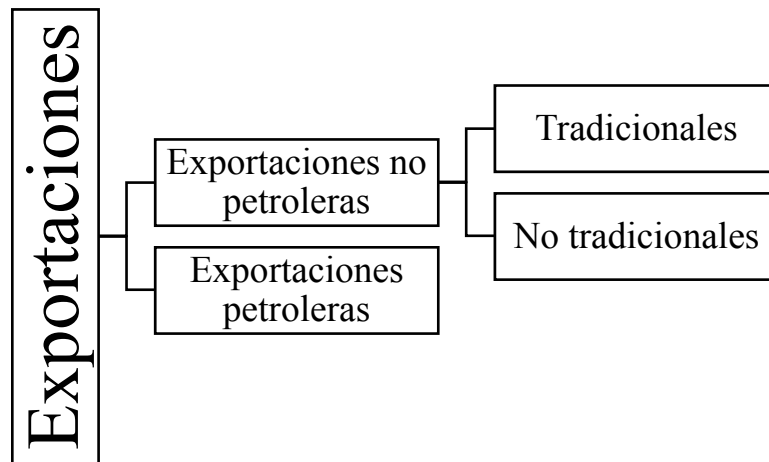 Exportaciones
Exportaciones no
petroleras
Exportaciones
petroleras
Tradicionales
No tradicionales